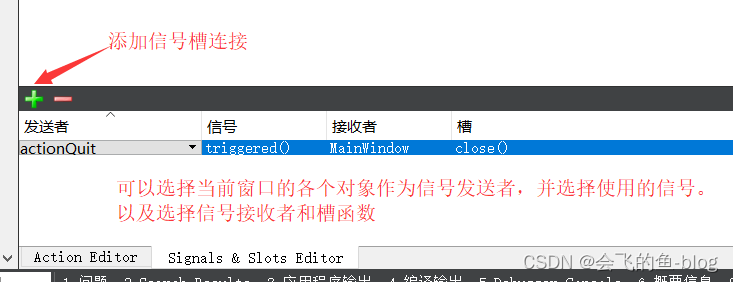 添加信号槽连接
发送者 信号 接收者 槽
actionQuit triggered() MainWindow close()
可以选择当前窗口的各个对象作为信号发送者，并选择使用的信号。
以及选择信号接收者和槽函数
Action Editor Signals & Slots Editor
CSDN @会飞的鱼-blog
1 问题 2 Search Results 3 应用程序输出 4 编译输出 5 Debugger Console 6 概要信息